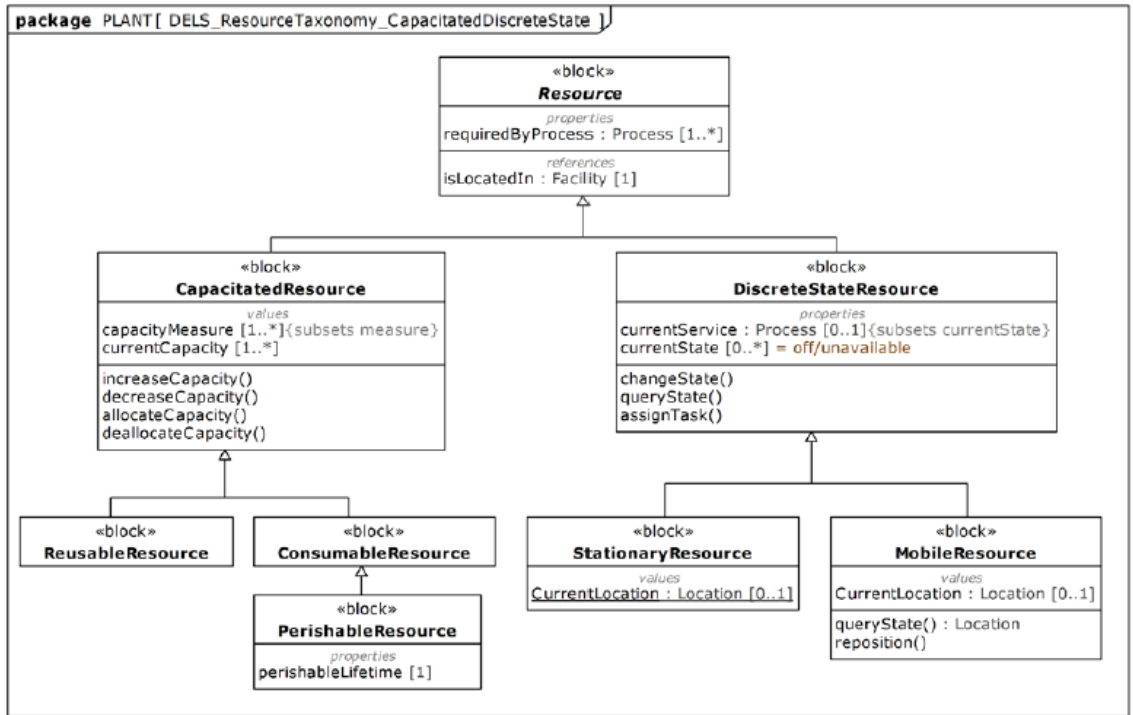 package PLANT[ DELS_ResourceTaxonomy_CapacitatedDiscreteState ]
«block»
Resource
properties
requiredByProcess : Process [1..*]
references
isLocatedIn : Facility [1]
«block»
CapacitatedResource
values
capacityMeasure [1..*]{subsets measure}
currentCapacity [1..*]
increaseCapacity()
decreaseCapacity()
allocateCapacity()
deallocateCapacity()
«block»
DiscreteStateResource
properties
currentService : Process [0..1]{subsets currentState}
currentState [0..*] = off/unavailable
changeState()
queryState()
assignTask()
«block»
ReusableResource
«block»
ConsumableResource
«block»
PerishableResource
properties
perishableLifetime [1]
«block»
StationaryResource
values
CurrentLocation : Location [0..1]
«block»
MobileResource
values
CurrentLocation : Location [0..1]
queryState() : Location
reposition()